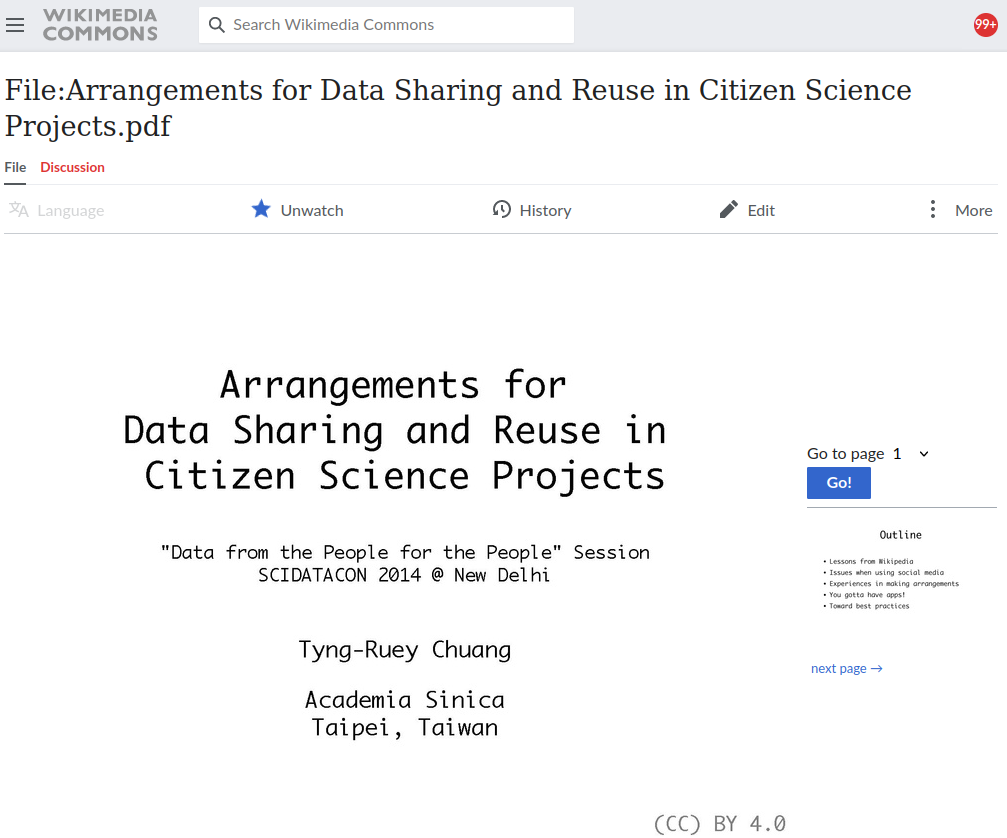 WIKIMEDIA
COMMONS
Search Wikimedia Commons
99+
File:Arrangements for Data Sharing and Reuse in Citizen Science
Projects.pdf
File Discussion
Language Unwatch History Edit More
Arrangements for
Data Sharing and Reuse in
Citizen Science Projects
"Data from the People for the People" Session
SCIDATACON 2014 @ New Delhi
Tyng-Ruey Chuang
Academia Sinica
Taipei, Taiwan
(CC) BY 4.0
Go to page 1
Go!
Outline
• Lessons from Wikipedia
• Issues when using social media
• Experiences in making arrangements
• You gotta have apps!
• Toward best practices
next page →